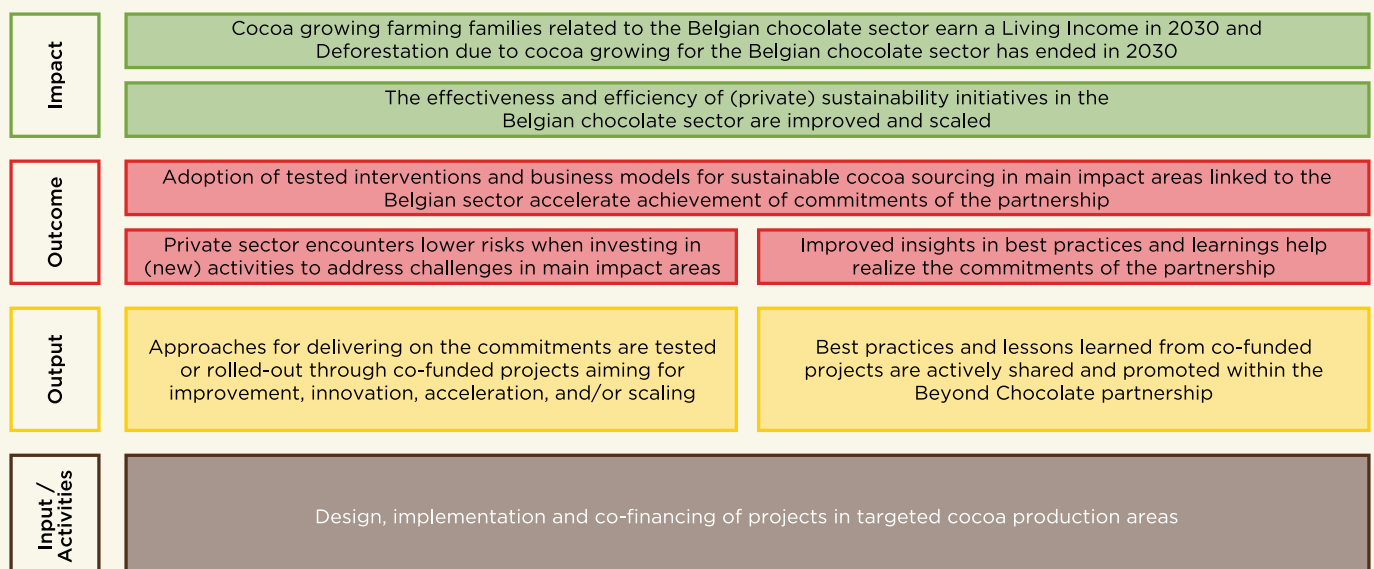 Impact
Cocoa growing farming families related to the Belgian chocolate sector earn a Living Income in 2030 and
Deforestation due to cocoa growing for the Belgian chocolate sector has ended in 2030
The effectiveness and efficiency of (private) sustainability initiatives in the
Belgian chocolate sector are improved and scaled
Outcome
Adoption of tested interventions and business models for sustainable cocoa sourcing in main impact areas linked to the
Belgian sector accelerate achievement of commitments of the partnership
Private sector encounters lower risks when investing in
(new) activities to address challenges in main impact areas
Improved insights in best practices and learnings help
realize the commitments of the partnership
Output
Approaches for delivering on the commitments are tested
or rolled-out through co-funded projects aiming for
improvement, innovation, acceleration, and/or scaling
Best practices and lessons learned from co-funded
projects are actively shared and promoted within the
Beyond Chocolate partnership
Input /
Activities
Design, implementation and co-financing of projects in targeted cocoa production areas